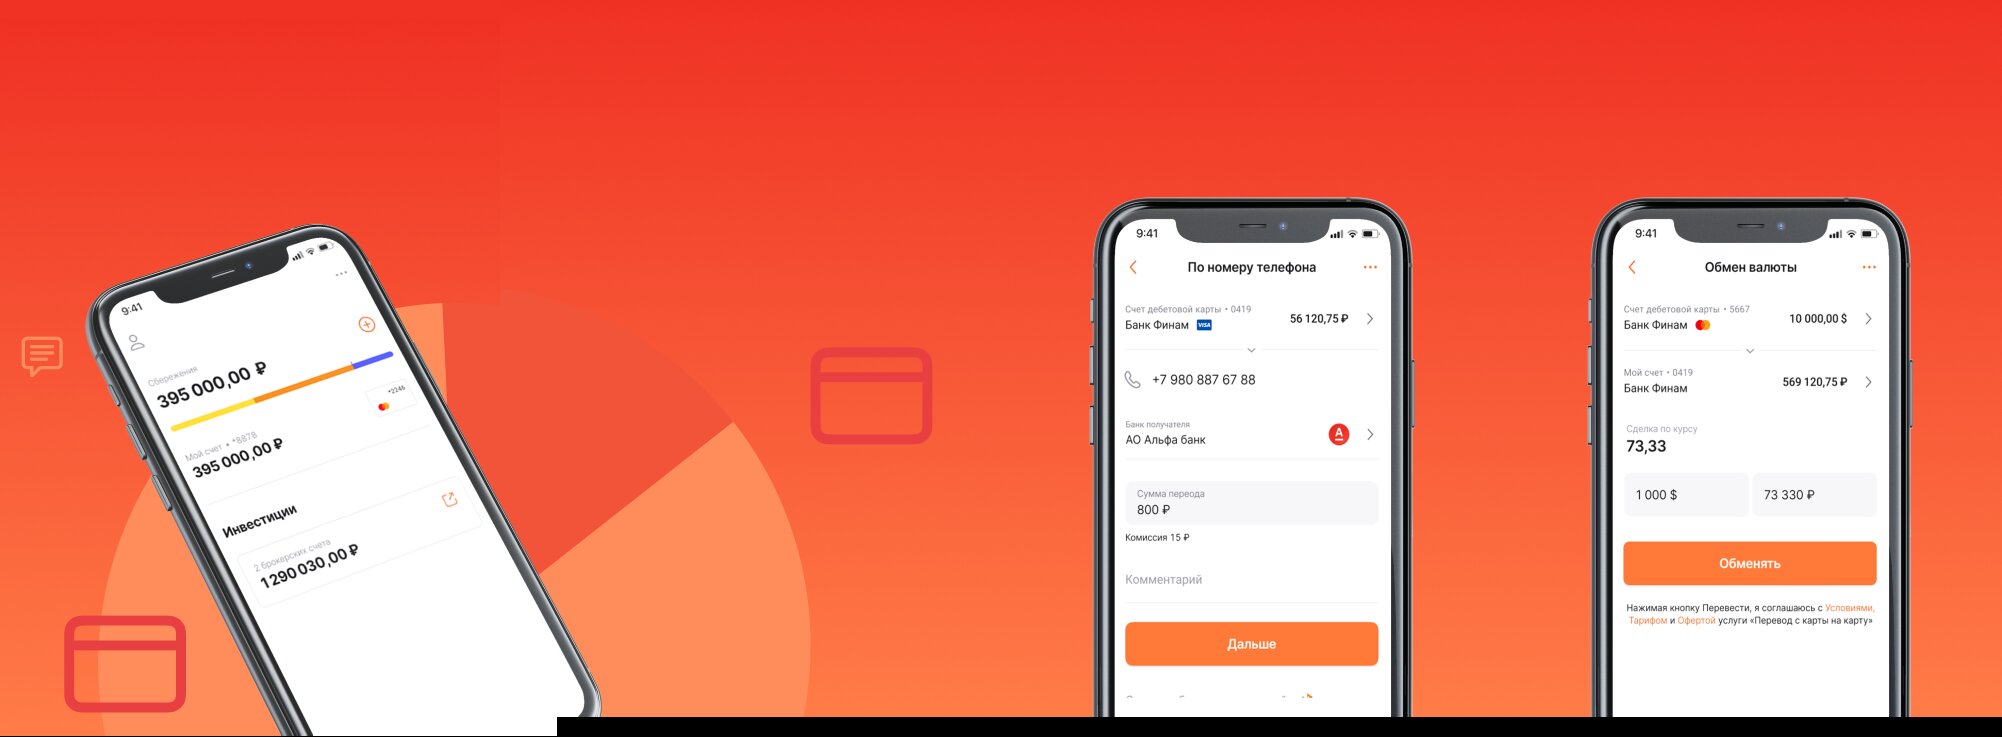 9:41
Сбережения
395 000,00 ₽
*2246
Мой счет • *8878
395 000,00 ₽
Инвестиции
2 брокерских счета
1 290 030,00 ₽
9:41
По номеру телефона
Счет дебетовой карты • 0419
Банк Финам VISA 56 120,75 ₽
+7 980 887 67 88
Банк получателя
АО Альфа банк
А
Сумма переода
800 ₽
Комиссия 15 ₽
Комментарий
Дальше
9:41
Обмен валюты
Счет дебетовой карты • 5667
Банк Финам 10 000,00 $
Мой счет • 0419
Банк Финам 569 120,75 ₽
Сделка по курсу
73,33
1 000 $ 73 330 ₽
Обменять
Нажимая кнопку Перевести, я соглашаюсь с Условиями,
Тарифом и Офертой услуги «Перевод с карты на карту»